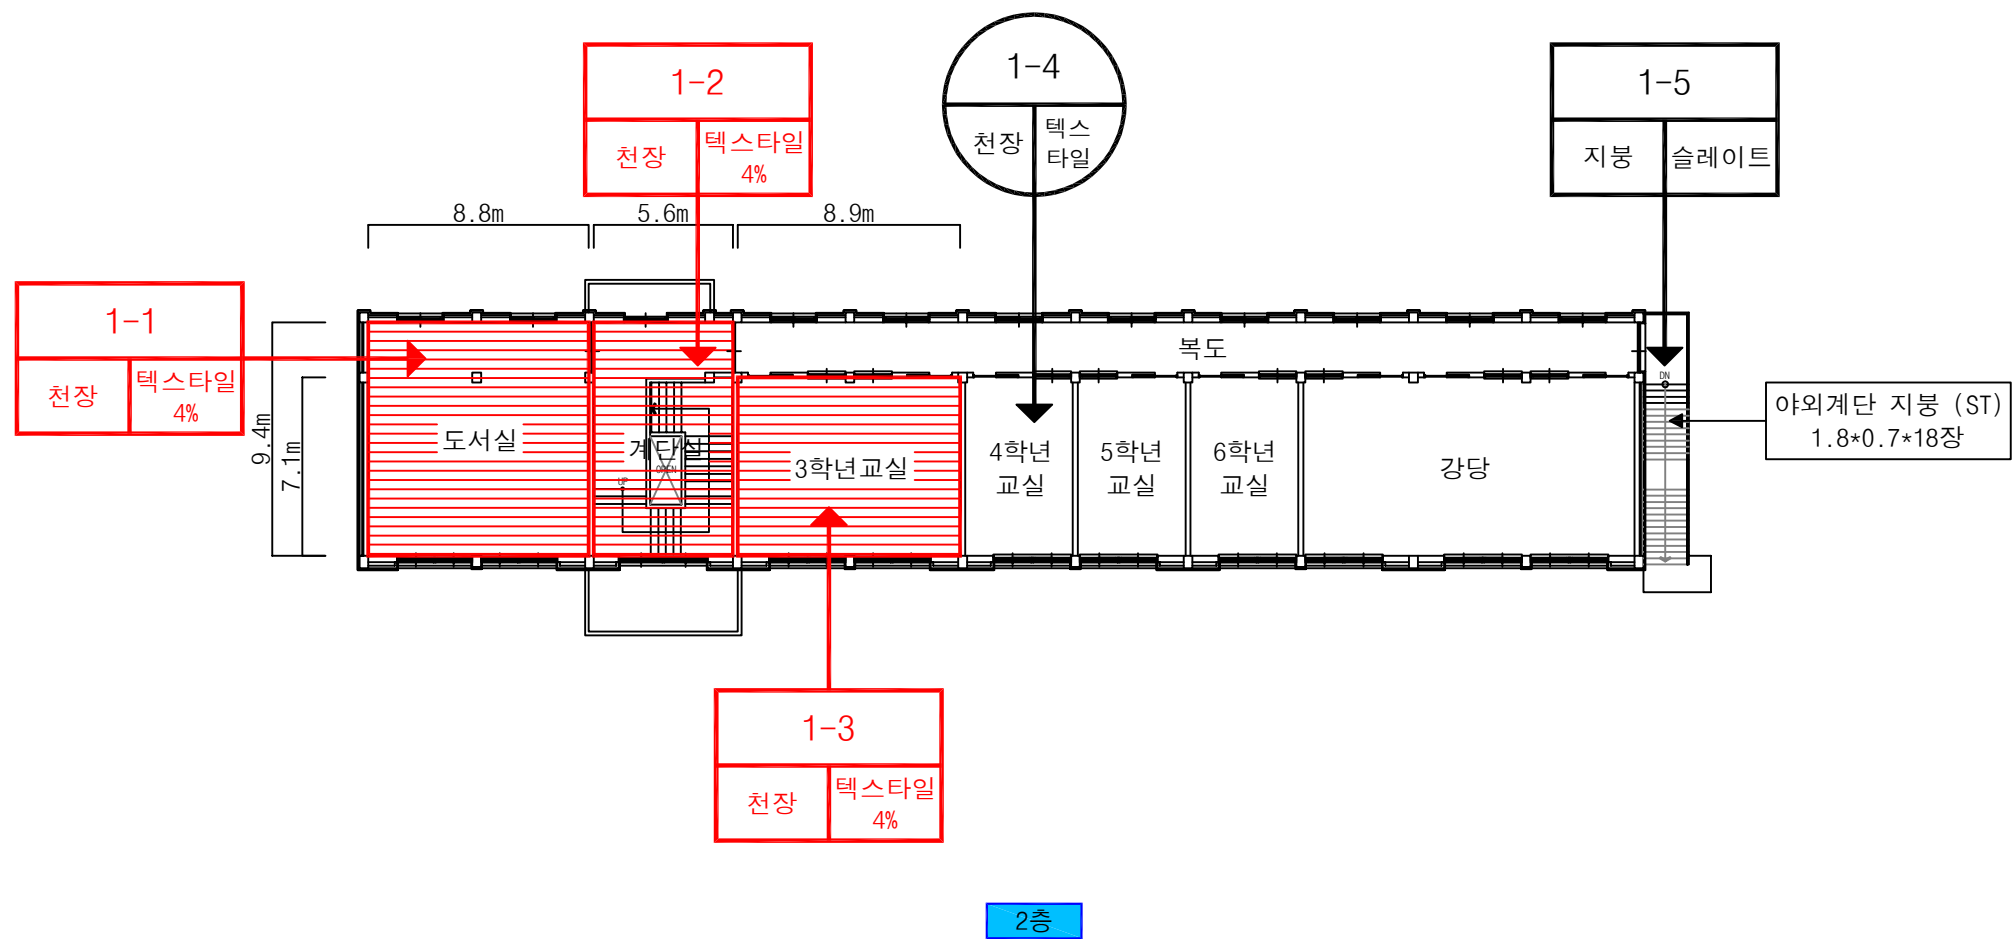 1-2
천장
텍스타일
4%
1-4
천장
텍스
타일
1-5
지붕
슬레이트
8.8m
5.6m
8.9m
1-1
천장
텍스타일
4%
9.4m
7.1m
복도
DN
야외계단 지붕 (ST)
1.8*0.7*18장
도서실
계단실
OPEN
UP
3학년교실
4학년
교실
5학년
교실
6학년
교실
강당
1-3
천장
텍스타일
4%
2층